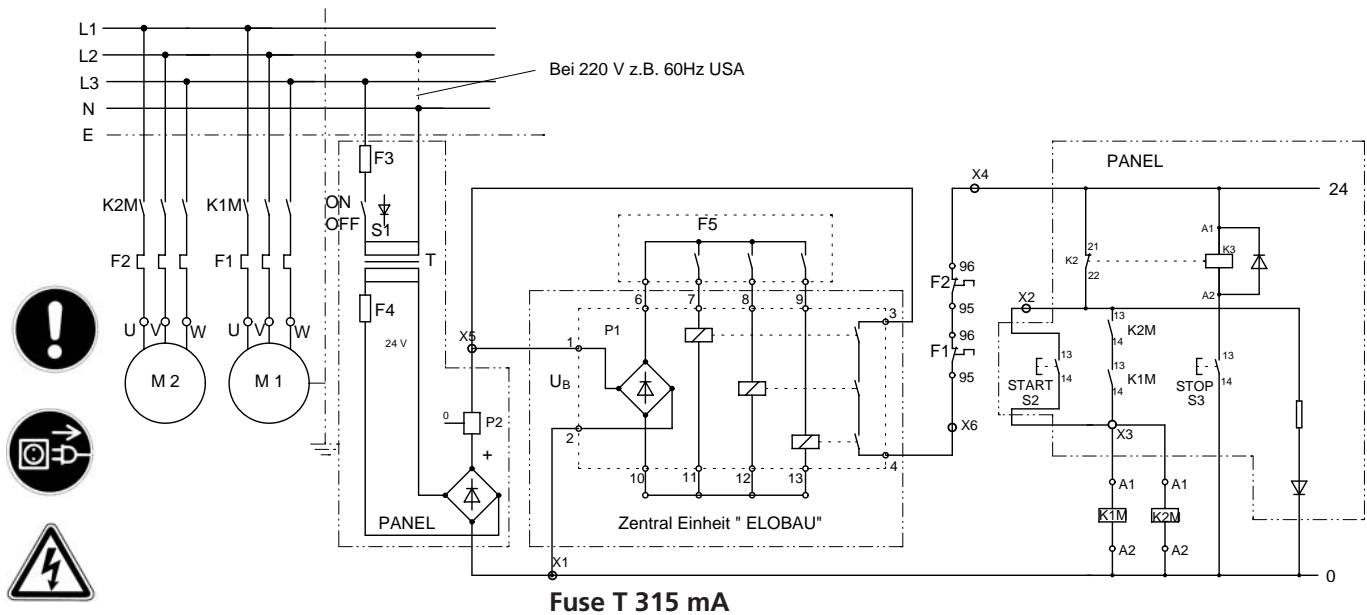 L1
L2
L3
N
E
Bei 220 V z.B. 60Hz USA
F3
ON
OFF
S1
T
F4
24 V
K2M
K1M
F2
F1
U V W
U V W
M 2
M 1
PANEL
X5
0
P2
+
X1
F5
6 7 8 9
P1
1
UB
2
3
4
10 11 12 13
Zentral Einheit " ELOBAU"
X4
96
F2
95
96
F1
95
X6
PANEL
24
21
K2
22
A1
K3
A2
X2
13
K2M
14
13
K1M
14
13
START
14
S2
13
STOP
14
S3
X3
A1
K1M
A2
A1
K2M
A2
0
Fuse T 315 mA